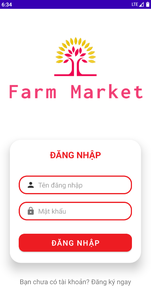 6:34
LTE
Farm Market
ĐĂNG NHẬP
Tên đăng nhập
Mật khẩu
ĐĂNG NHẬP
Bạn chưa có tài khoản? Đăng ký ngay